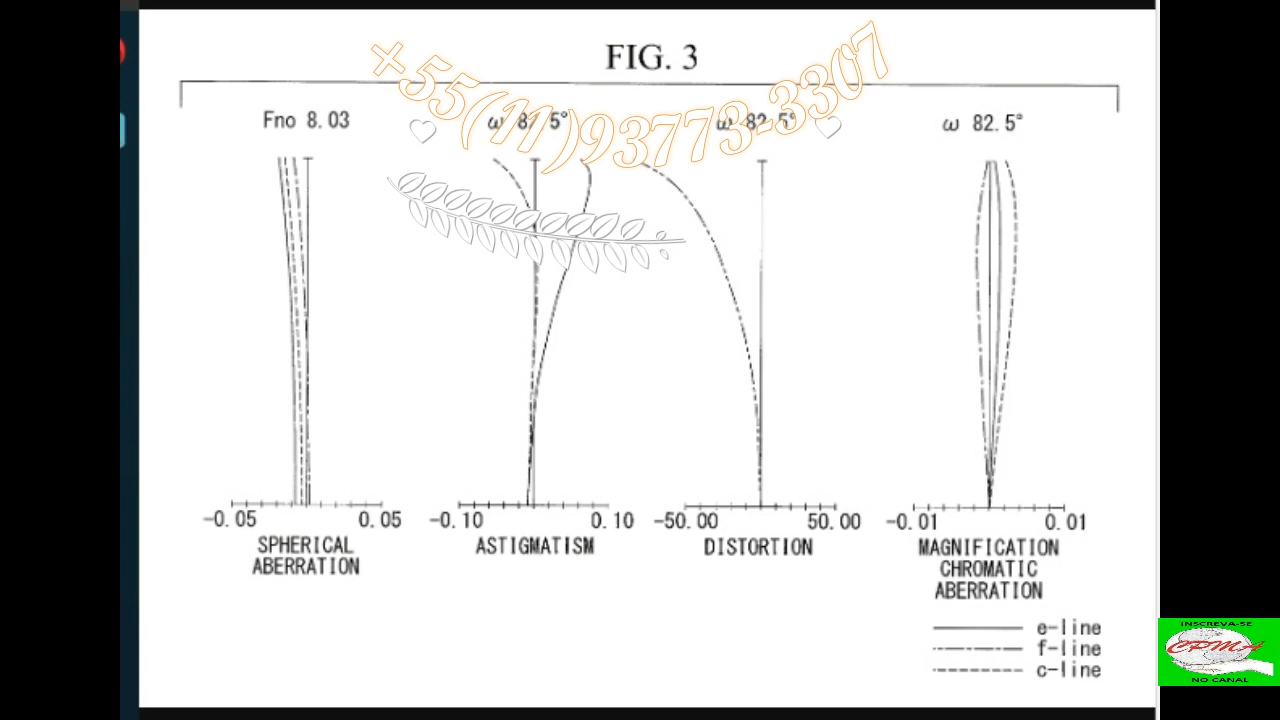 FIG. 3
+55(11)93773-3307
Fno 8.03
ω 82.5°
-0.05 0.05
SPHERICAL
ABERRATION
-0.10 0.10
ASTIGMATISM
-50.00 50.00
DISTORTION
-0.01 0.01
MAGNIFICATION
CHROMATIC
ABERRATION
e-line
f-line
c-line
INSCREVA-SE
CPMA
NO CANAL